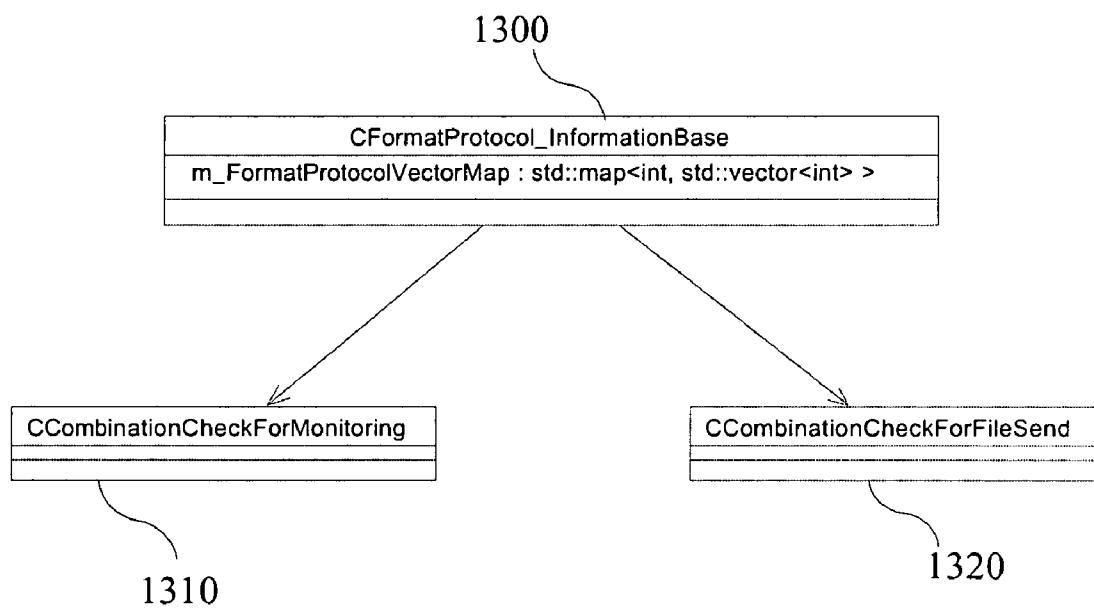 1300
CFormatProtocol_InformationBase
m_FormatProtocolVectorMap : std::map<int, std::vector<int> >
CCombinationCheckForMonitoring
CCombinationCheckForFileSend
1310
1320